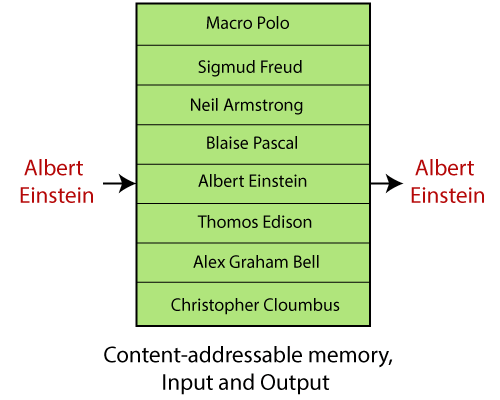 Macro Polo
Sigmud Freud
Neil Armstrong
Blaise Pascal
Albert
Einstein
Albert Einstein
Albert
Einstein
Thomos Edison
Alex Graham Bell
Christopher Cloumbus
Content-addressable memory,
Input and Output